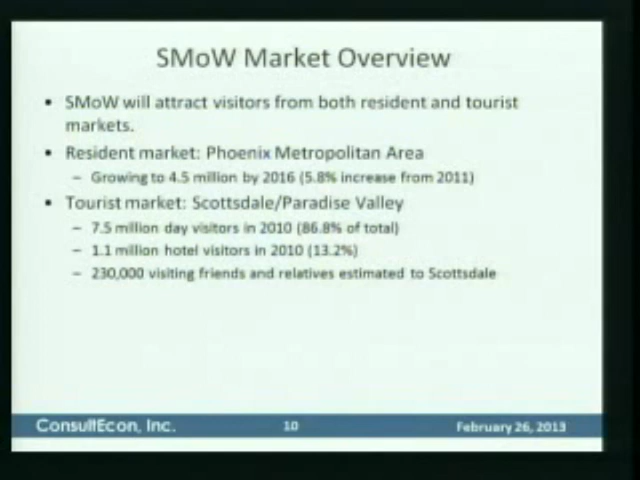 SMoW Market Overview
• SMoW will attract visitors from both resident and tourist
markets.
• Resident market: Phoenix Metropolitan Area
– Growing to 4.5 million by 2016 (5.8% increase from 2011)
• Tourist market: Scottsdale/Paradise Valley
– 7.5 million day visitors in 2010 (86.8% of total)
– 1.1 million hotel visitors in 2010 (13.2%)
– 230,000 visiting friends and relatives estimated to Scottsdale
ConsultEcon, Inc. 10 February 26, 2013